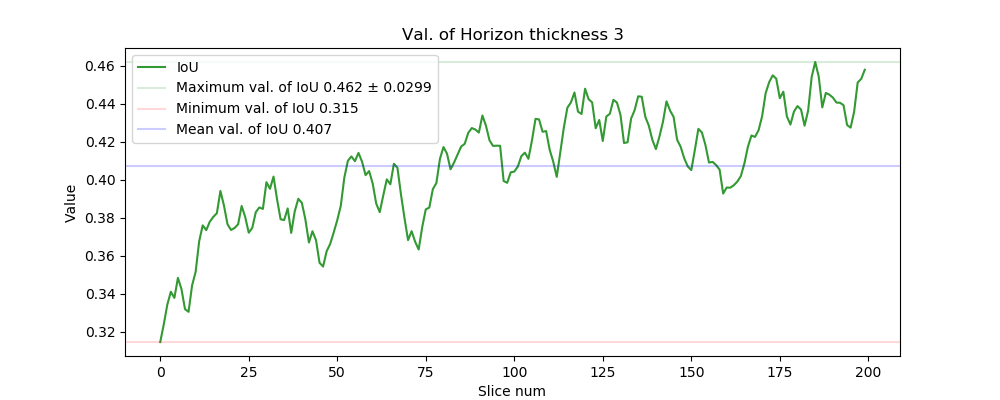 Val. of Horizon thickness 3
IoU
Maximum val. of IoU 0.462 ± 0.0299
Minimum val. of IoU 0.315
Mean val. of IoU 0.407
Value
0.46
0.44
0.42
0.40
0.38
0.36
0.34
0.32
0 25 50 75 100 125 150 175 200
Slice num